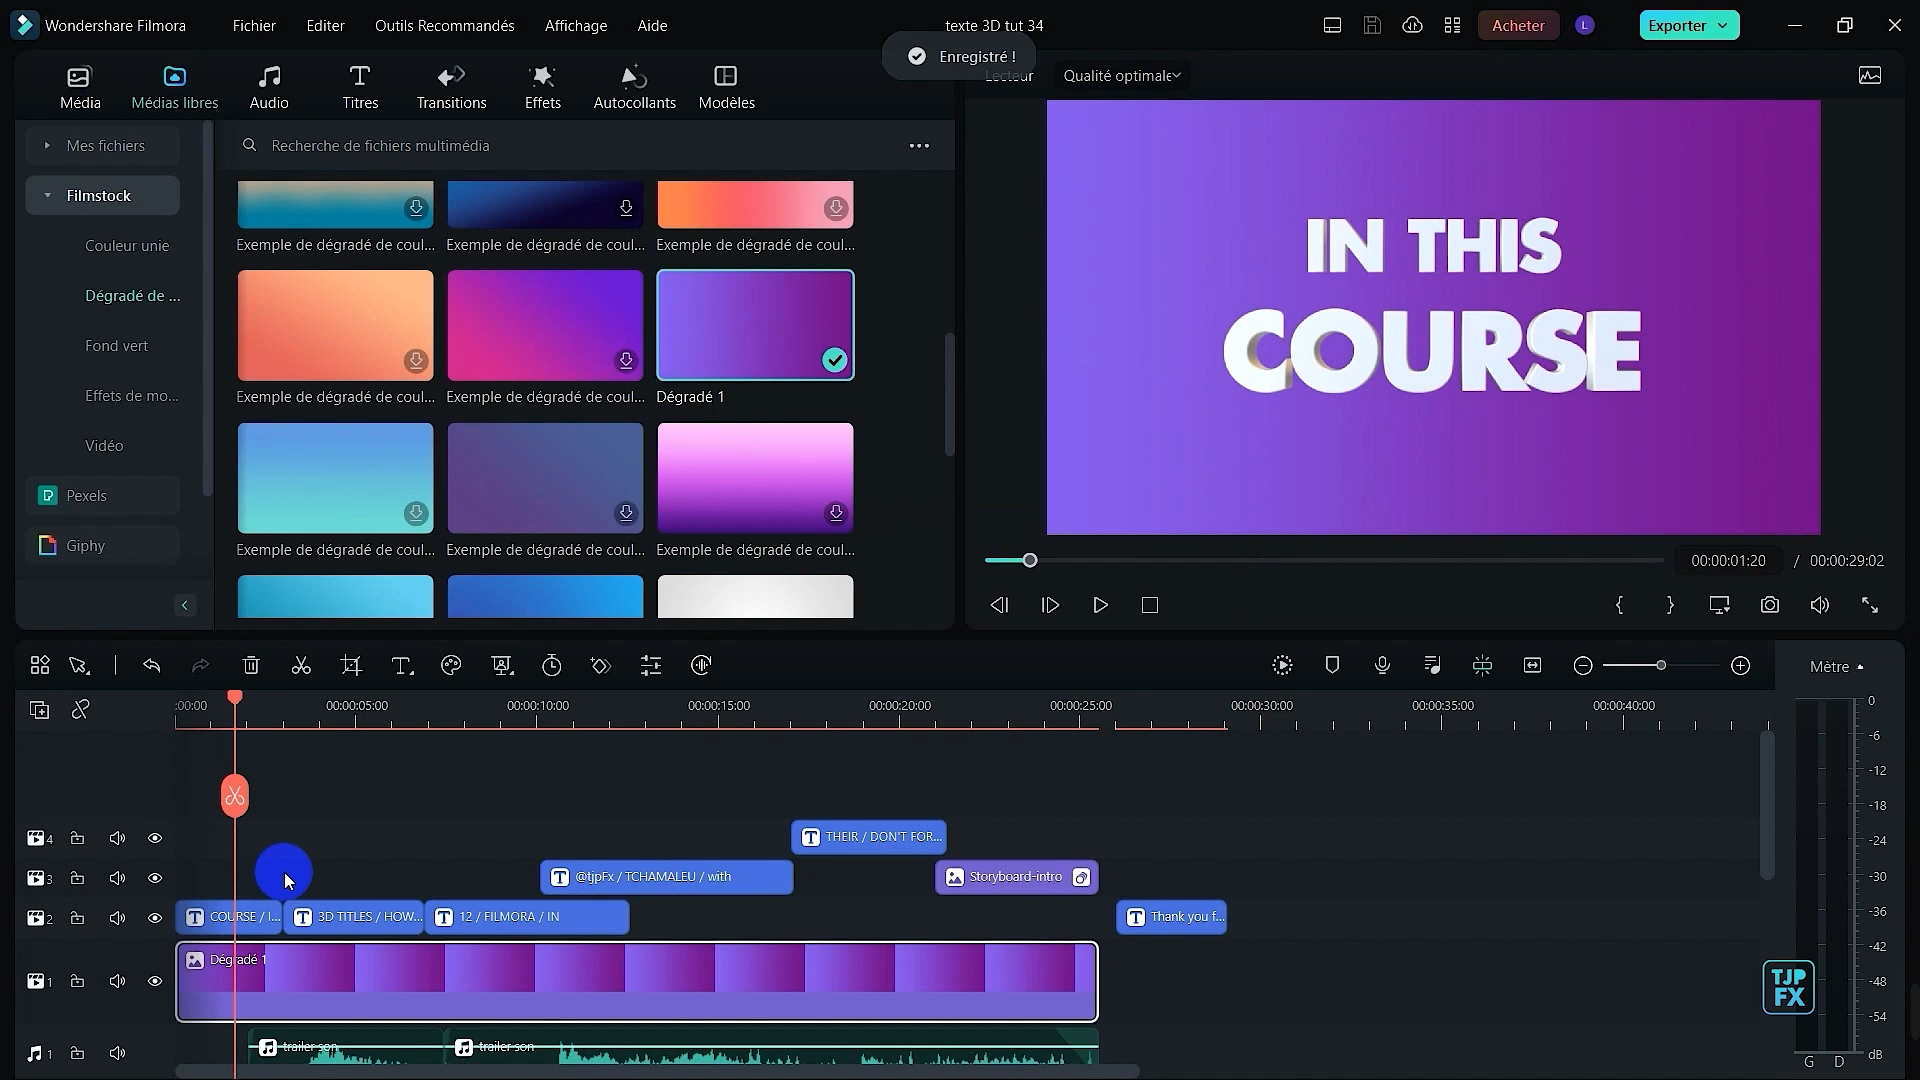 Wondershare Filmora
Fichier
Editer
Outils Recommandés
Affichage
Aide
texte 3D tut 34
Acheter
L
Exporter
Enregistré !
Média
Médias libres
Audio
Titres
Transitions
Effets
Autocollants
Modèles
Lecteur
Qualité optimale
Mes fichiers
Filmstock
Couleur unie
Dégradé de ...
Fond vert
Effets de mo...
Vidéo
Pexels
Giphy
Recherche de fichiers multimédia
Exemple de dégradé de coul...
Exemple de dégradé de coul...
Exemple de dégradé de coul...
Exemple de dégradé de coul...
Exemple de dégradé de coul...
Dégradé 1
Exemple de dégradé de coul...
Exemple de dégradé de coul...
Exemple de dégradé de coul...
IN THIS
COURSE
00:00:01:20 / 00:00:29:02
Mètre
:00:00
00:00:05:00
00:00:10:00
00:00:15:00
00:00:20:00
00:00:25:00
00:00:30:00
00:00:35:00
00:00:40:00
4
THEIR / DON'T FOR...
3
@tjpFx / TCHAMALEU / with
Storyboard-intro
2
COURSE / I...
3D TITLES / HOW...
12 / FILMORA / IN
Thank you f...
1
Dégradé 1
1
trailer son
trailer son
0
-6
-12
-18
-24
-30
-36
-42
-48
-54
dB
G D
TJP
FX